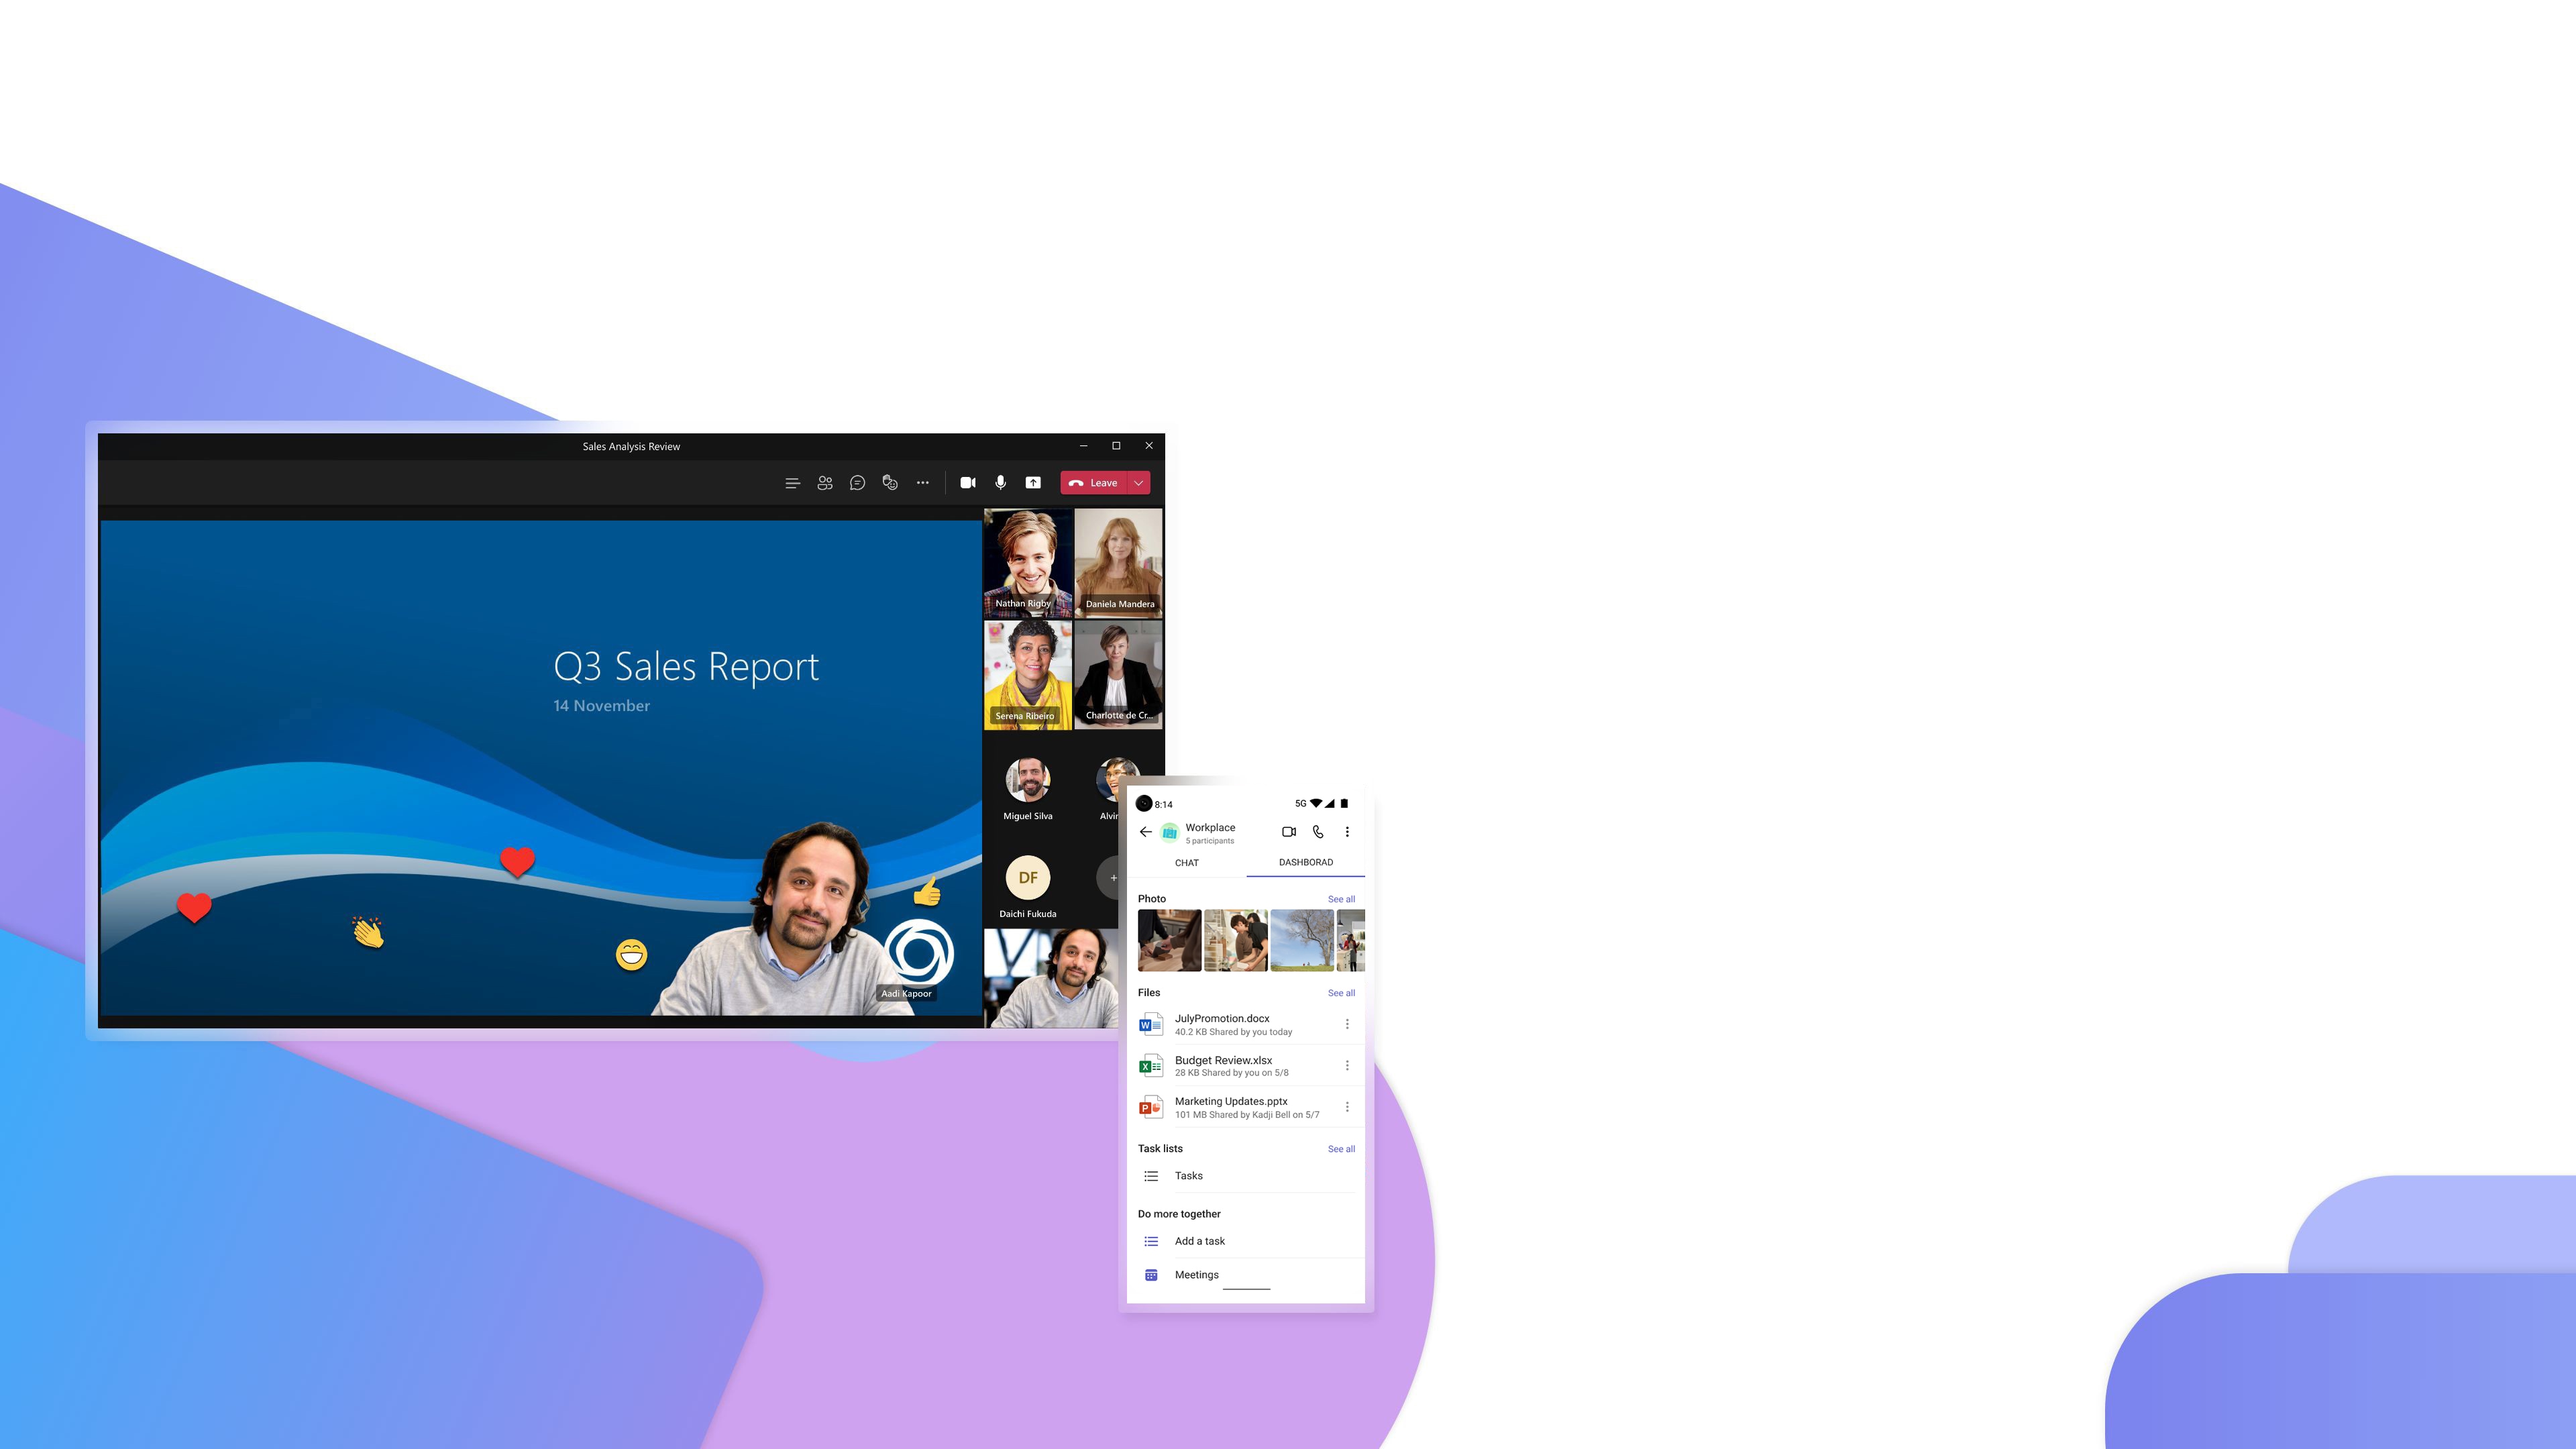 Sales Analysis Review
Leave
Q3 Sales Report
14 November
Nathan Rigby
Daniela Mandera
Serena Ribeiro
Charlotte de Cr...
Miguel Silva
DF
Daichi Fukuda
Aadi Kapoor
8:14
5G
Workplace
5 participants
CHAT
DASHBORAD
Photo
See all
Files
See all
JulyPromotion.docx
40.2 KB Shared by you today
Budget Review.xlsx
28 KB Shared by you on 5/8
Marketing Updates.pptx
101 MB Shared by Kadji Bell on 5/7
Task lists
See all
Tasks
Do more together
Add a task
Meetings